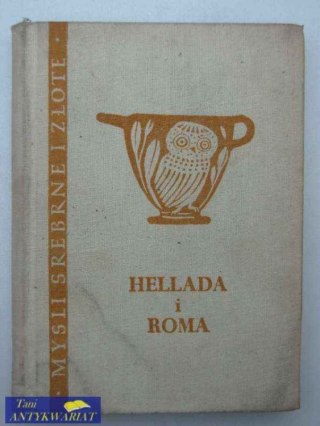 · MYŚLI SREBRNE I ZŁOTE ·
HELLADA
i
ROMA
Tani
ANTYKWARIAT